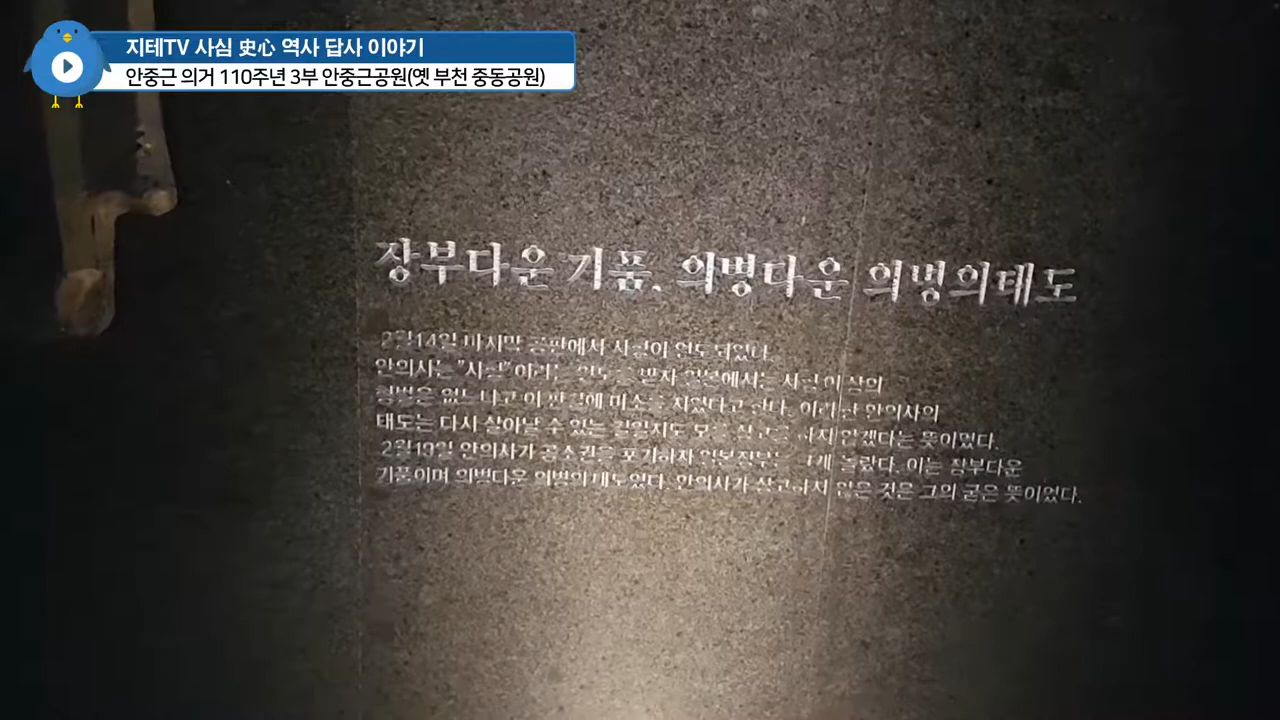 지테TV 사심 史心 역사 답사 이야기
안중근 의거 110주년 3부 안중근공원(옛 부천 중동공원)
장부다운 기품, 의병다운 의병의태도
2월14일 마지막 공판에서 사형이 언도 되었다.
안의사는 "사형" 이라는 언도를 받자 일본에서는 사형 이상의
형벌은 없느냐고 이 판결에 미소를 지었다고 한다. 이러한 안의사의
태도는 다시 살아날 수 있는 길일지도 모를 상고를 하지 않겠다는 뜻이었다.
2월19일 안의사가 공소권을 포기하자 일본정부는 크게 놀랐다. 이는 장부다운
기품이며 의병다운 의병의 태도였다. 안의사가 상고하지 않은 것은 그의 굳은 뜻이었다.